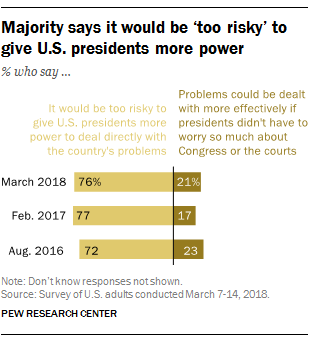 Majority says it would be 'too risky' to
give U.S. presidents more power
% who say ...
It would be too risky to
give U.S. presidents more
power to deal directly with
the country's problems
Problems could be dealt
with more effectively if
presidents didn't have to
worry so much about
Congress or the courts
March 2018 76% 21%
Feb. 2017 77 17
Aug. 2016 72 23
Note: Don't know responses not shown.
Source: Survey of U.S. adults conducted March 7-14, 2018.
PEW RESEARCH CENTER